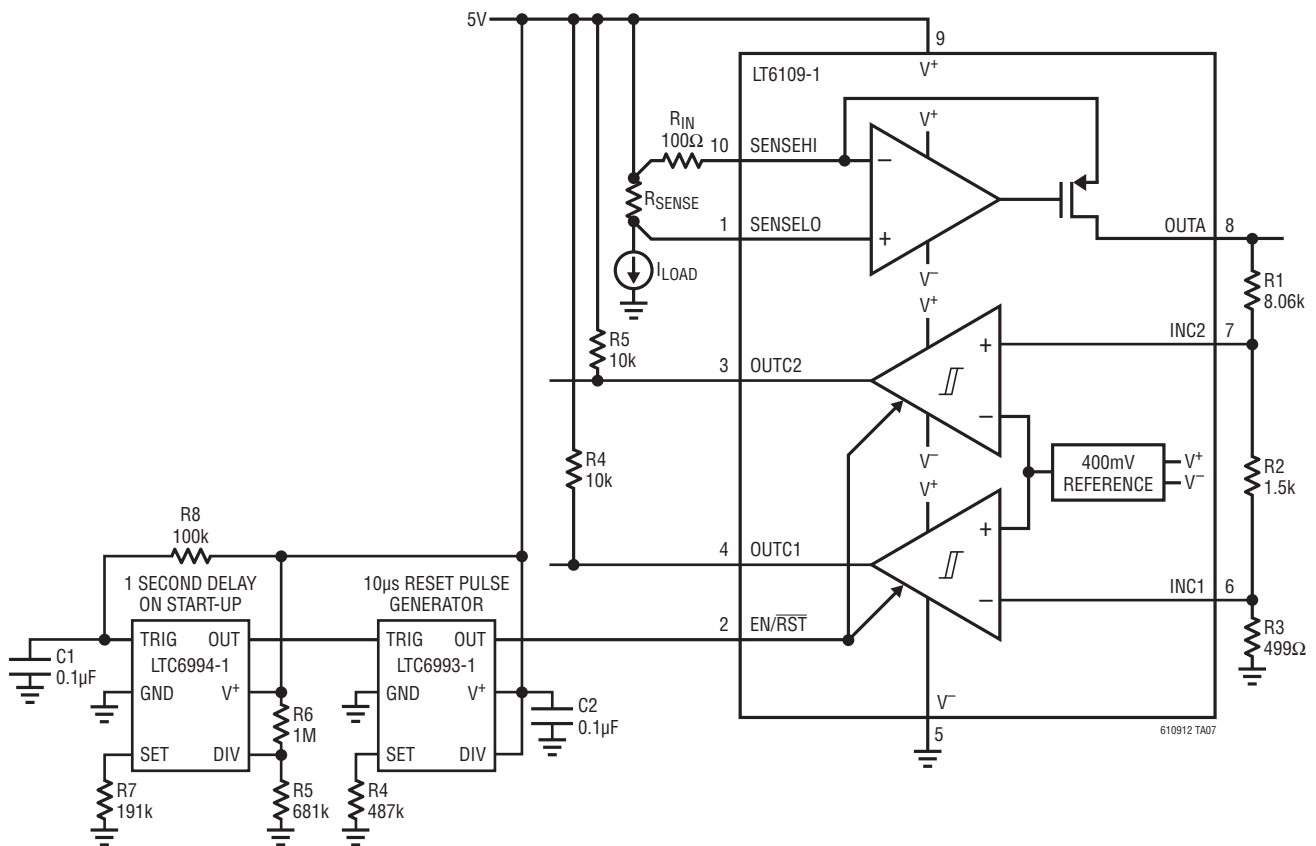 5V
9
V+
LT6109-1
RIN
100Ω
10
SENSEHI
V+
−
RSENSE
1
SENSELO
+
OUTA
8
ILOAD
V−
V+
R1
8.06k
INC2
7
R5
10k
+
3
OUTC2
−
V−
R4
10k
400mV
REFERENCE
V+
V−
R2
1.5k
V+
+
R8
100k
4
OUTC1
1 SECOND DELAY
ON START-UP
10µs RESET PULSE
GENERATOR
−
INC1
6
2
EN/RST
R3
499Ω
C1
0.1µF
TRIG
OUT
LTC6994-1
GND
V+
SET
DIV
TRIG
OUT
LTC6993-1
GND
V+
SET
DIV
C2
0.1µF
R6
1M
V−
5
610912 TA07
R7
191k
R5
681k
R4
487k